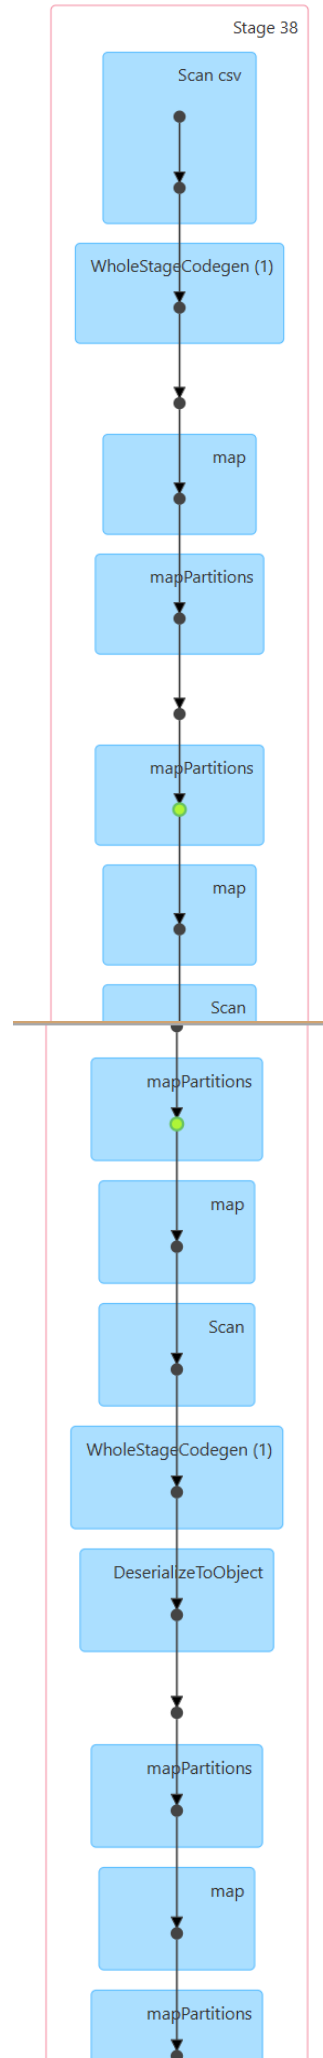 Stage 38
Scan csv
WholeStageCodegen (1)
map
mapPartitions
mapPartitions
map
Scan
mapPartitions
map
Scan
WholeStageCodegen (1)
DeserializeToObject
mapPartitions
map
mapPartitions